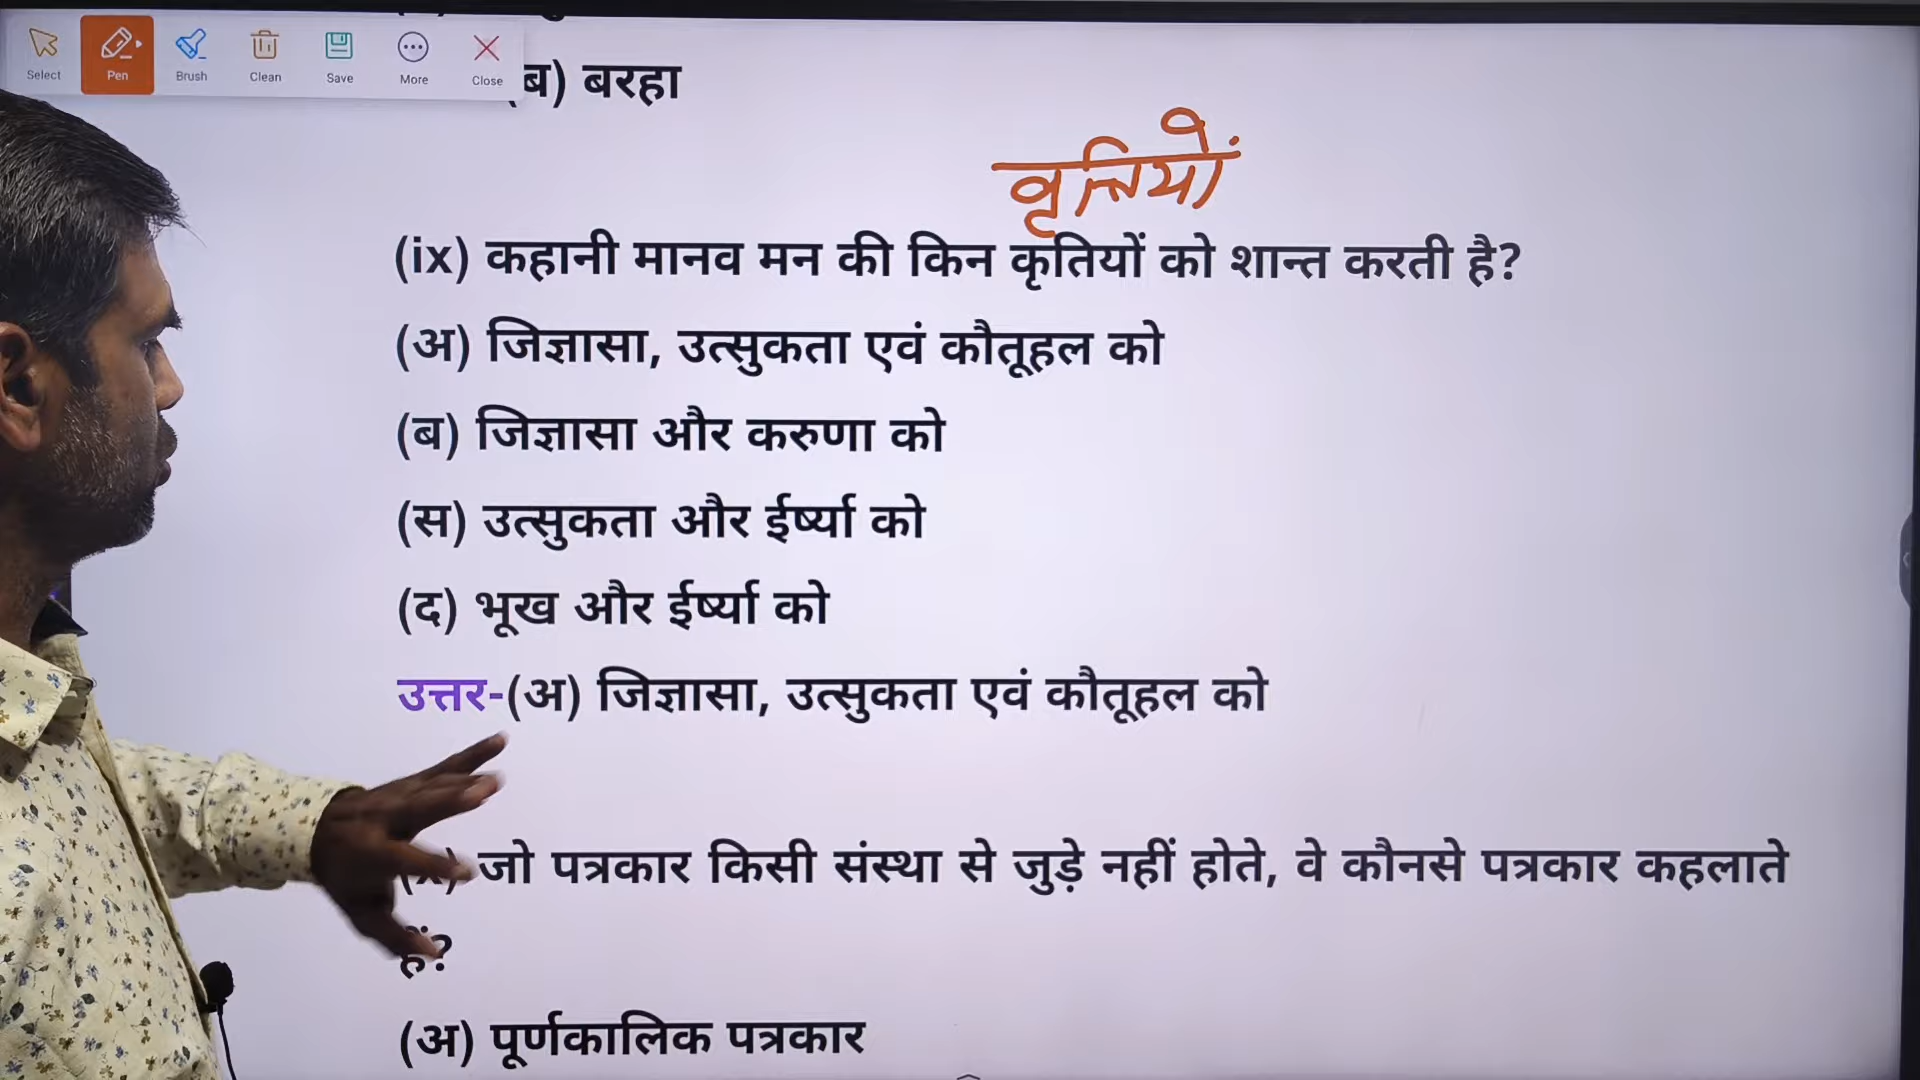 Select Pen Brush Clean Save More Close
(ब) बरहा
वृत्तियों
(ix) कहानी मानव मन की किन कृतियों को शान्त करती है?
(अ) जिज्ञासा, उत्सुकता एवं कौतूहल को
(ब) जिज्ञासा और करुणा को
(स) उत्सुकता और ईर्ष्या को
(द) भूख और ईर्ष्या को
उत्तर-(अ) जिज्ञासा, उत्सुकता एवं कौतूहल को
(x) जो पत्रकार किसी संस्था से जुड़े नहीं होते, वे कौनसे पत्रकार कहलाते
हैं?
(अ) पूर्णकालिक पत्रकार